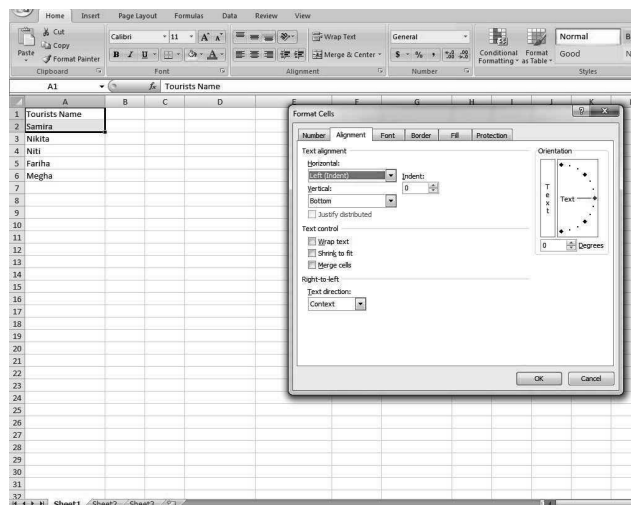 Home Insert Page Layout Formulas Data Review View
Cut
Copy
Format Painter
Paste
Clipboard
Calibri 11
B I U
Font
Wrap Text
Merge & Center
Alignment
General
$ % ,
Number
Conditional Formatting
Format as Table
Normal
Good
Styles
A1 fx Tourists Name
A B C D E F G H I J K
1 Tourists Name
2 Samira
3 Nikita
4 Niti
5 Fariha
6 Megha
7
8
9
10
11
12
13
14
15
16
17
18
19
20
21
22
23
24
25
26
27
28
29
30
31
32
Format Cells
Number Alignment Font Border Fill Protection
Text alignment
Horizontal:
Left (Indent)
Indent:
0
Vertical:
Bottom
Justify distributed
Text control
Wrap text
Shrink to fit
Merge cells
Right-to-left
Text direction:
Context
Orientation
Text
Text
0 Degrees
OK Cancel
Sheet1 Sheet2 Sheet3